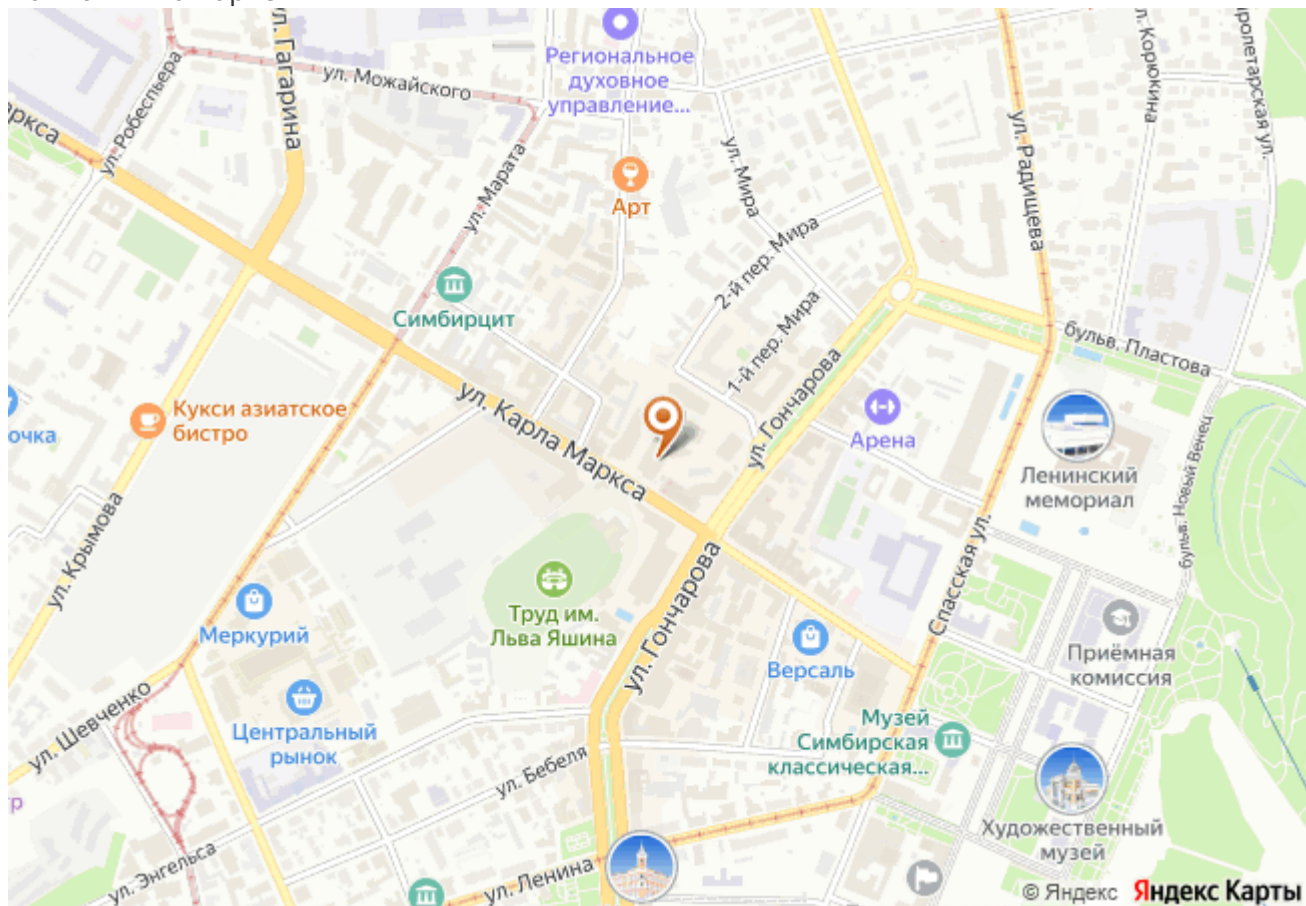 ул. Гагарина
Региональное
духовное
управление...
ул. Корюкина
ролетарская ул.
ул. Робеспьера
ул. Можайского
аркса
ул. Радищева
ул. Мира
ул. Марата
Арт
2-й пер. Мира
Симбирцит
1-й пер. Мира
бульв. Пластова
ул. Карла Маркса
ул. Гончарова
Кукси азиатское
бистро
очка
Арена
Ленинский
мемориал
бульв. Новый Венец
ул. Крымова
Спасская ул.
Труд им.
Льва Яшина
ул. Гончарова
Меркурий
Версаль
Приёмная
комиссия
ул. Шевченко
Центральный
рынок
Музей
Симбирская
классическая...
ул. Бебеля
р
Художественный
музей
ул. Энгельса
ул. Ленина
© Яндекс Яндекс Карты